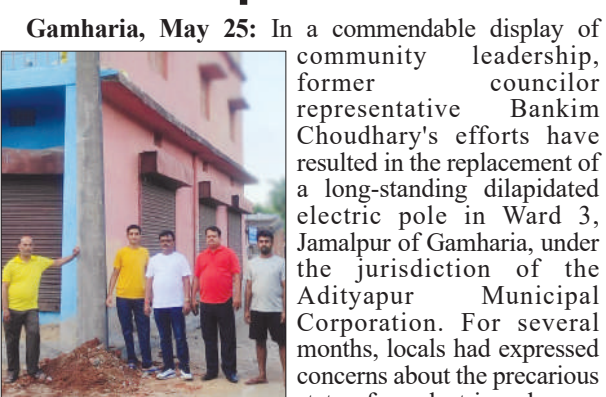 Gamharia, May 25: In a commendable display of
community leadership,
former councilor
representative Bankim
Choudhary's efforts have
resulted in the replacement of
a long-standing dilapidated
electric pole in Ward 3,
Jamalpur of Gamharia, under
the jurisdiction of the
Adityapur Municipal
Corporation. For several
months, locals had expressed
concerns about the precarious